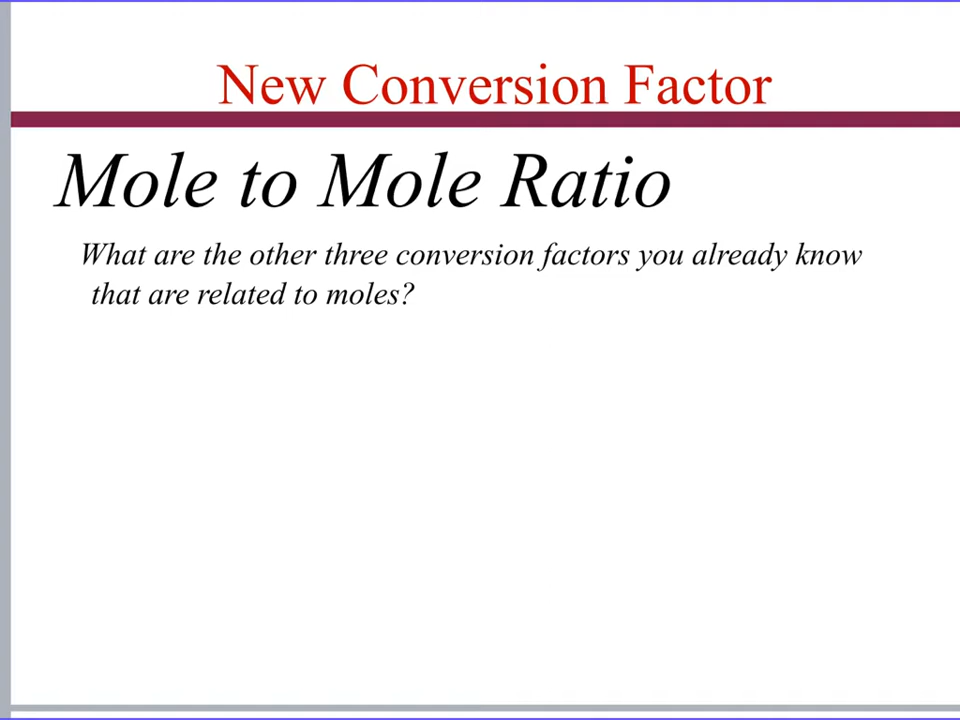 New Conversion Factor
Mole to Mole Ratio
What are the other three conversion factors you already know
that are related to moles?